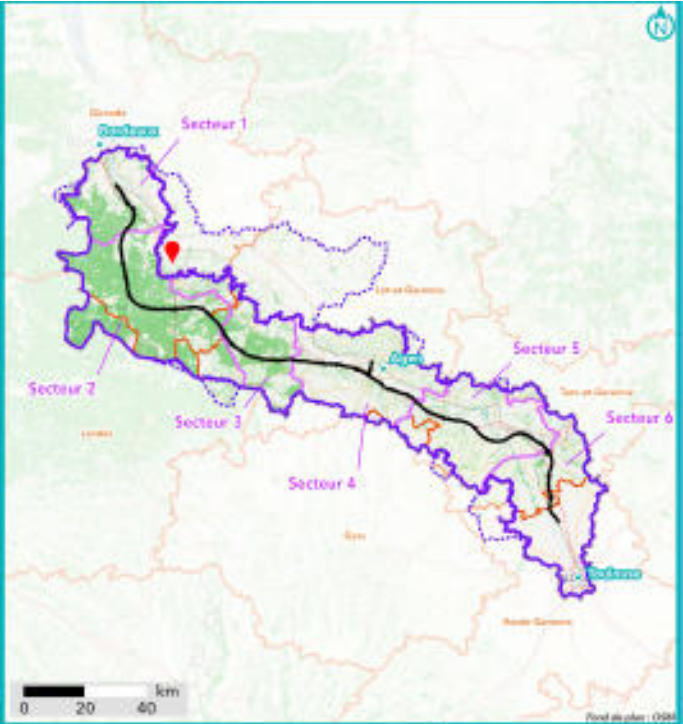 N
Gironde
Bordeaux
Secteur 1
Lot-et-Garonne
Agen
Secteur 5
Tarn-et-Garonne
Secteur 2
Secteur 3
Secteur 6
Landes
Secteur 4
Gers
Toulouse
Haute-Garonne
km
0 20 40
Fond de plan : OSM